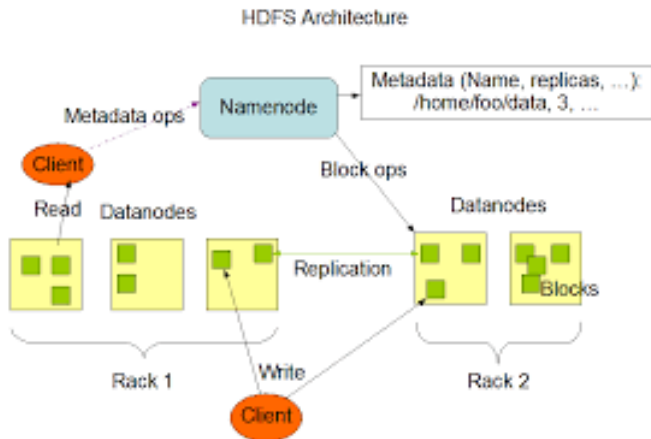 HDFS Architecture
Metadata (Name, replicas, ...):
/home/foo/data, 3, ...
Namenode
Metadata ops
Client
Block ops
Read
Datanodes
Datanodes
Replication
Blocks
Rack 1
Write
Rack 2
Client